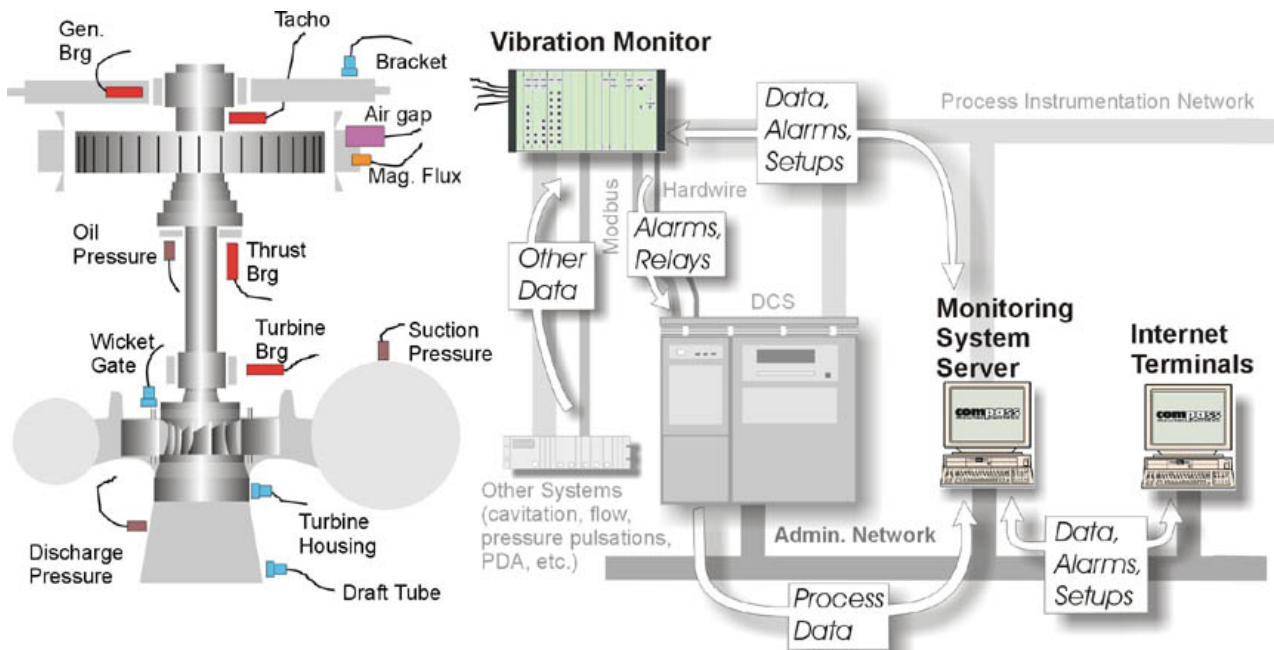 Gen.
Brg
Tacho
Bracket
Air gap
Mag. Flux
Oil
Pressure
Thrust
Brg
Wicket
Gate
Turbine
Brg
Suction
Pressure
Turbine
Housing
Discharge
Pressure
Draft Tube
Vibration Monitor
Data,
Alarms,
Setups
Process Instrumentation Network
Modbus
Hardwire
Other
Data
Alarms,
Relays
DCS
Monitoring
System
Server
Internet
Terminals
compass
compass
Other Systems
(cavitation, flow,
pressure pulsations,
PDA, etc.)
Admin. Network
Process
Data
Data,
Alarms,
Setups